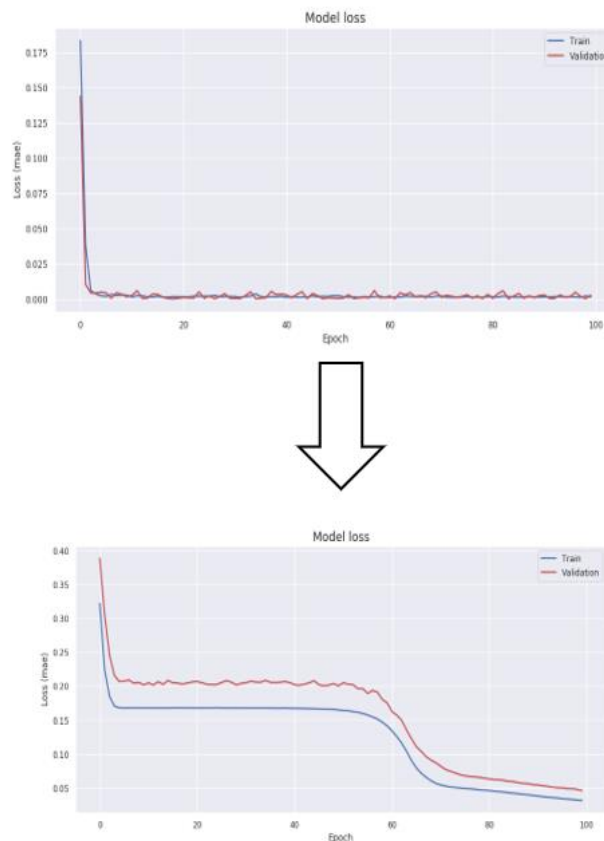 Model loss
Train
Validation
0.175
0.150
0.125
0.100
0.075
0.050
0.025
0.000
Loss (mae)
0 20 40 60 80 100
Epoch
Model loss
Train
Validation
0.40
0.35
0.30
0.25
0.20
0.15
0.10
0.05
Loss (mae)
0 20 40 60 80 100
Epoch